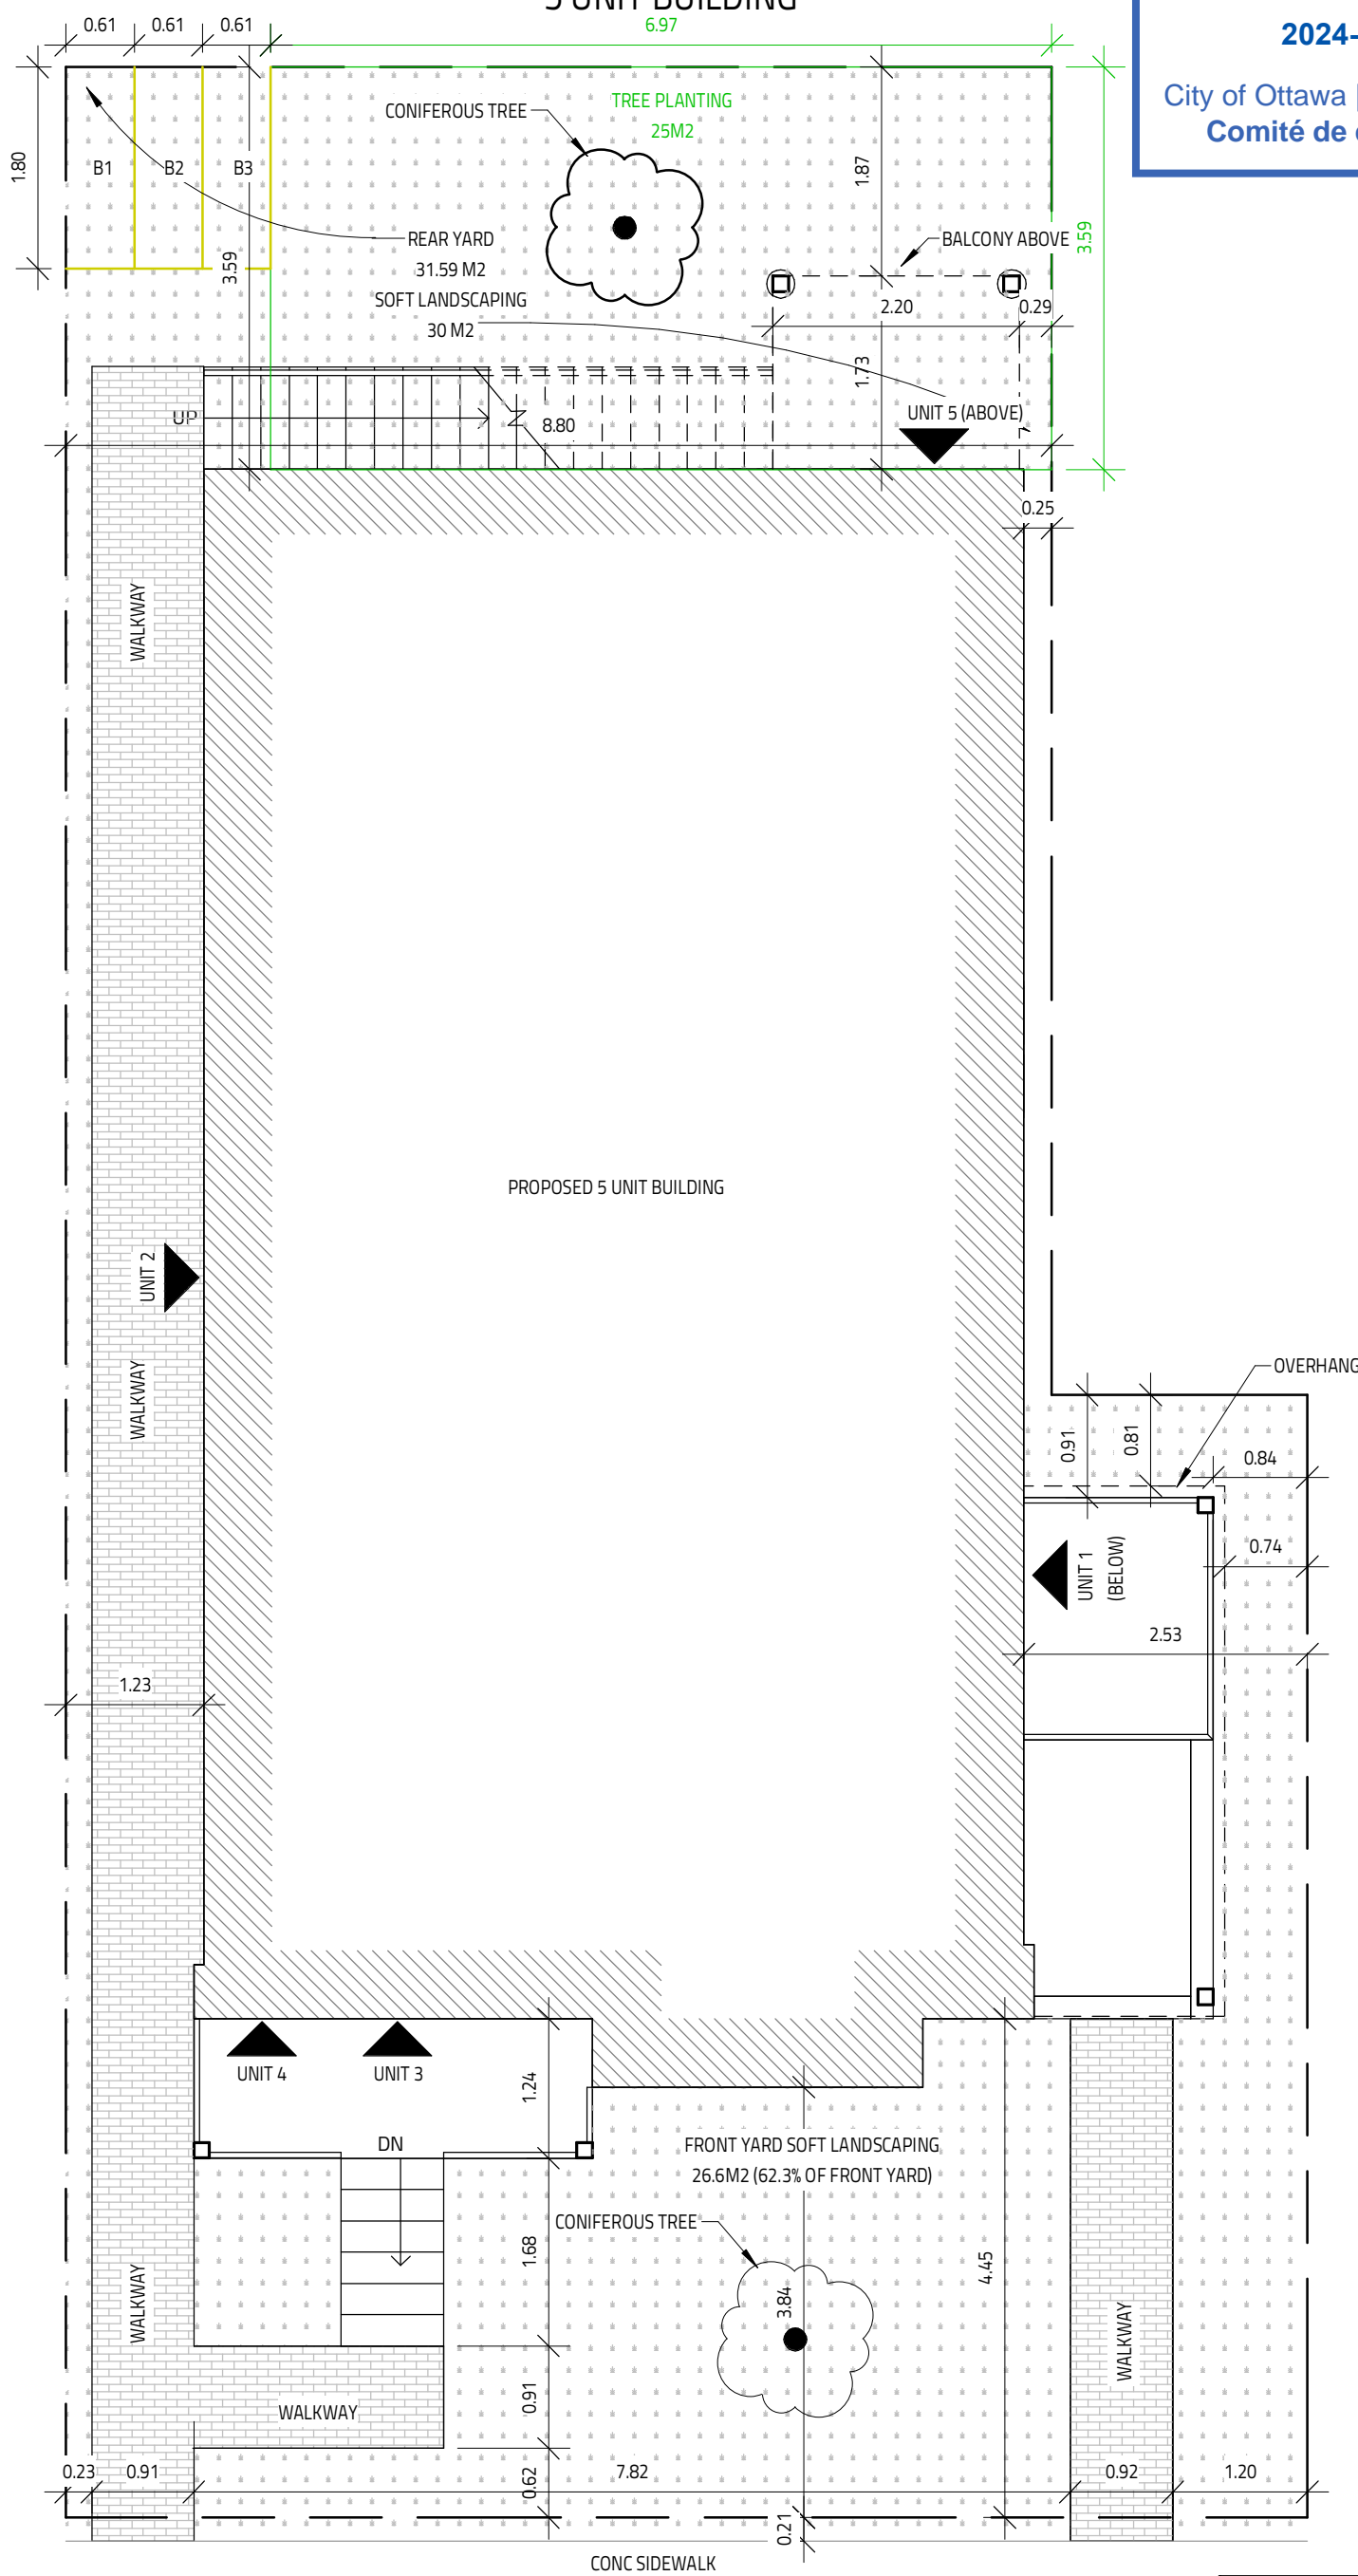 5 UNIT BUILDING
2024-
City of Ottawa |
Comité de
0.61 0.61 0.61
6.97
CONIFEROUS TREE
TREE PLANTING
25M2
1.80
B1 B2 B3
1.87
REAR YARD
31.59 M2
BALCONY ABOVE
3.59
3.59
SOFT LANDSCAPING
30 M2
2.20
0.29
1.73
UP
8.80
UNIT 5 (ABOVE)
0.25
WALKWAY
PROPOSED 5 UNIT BUILDING
UNIT 2
WALKWAY
OVERHANG
0.91
0.81
0.84
0.74
UNIT 1
(BELOW)
2.53
1.23
UNIT 4
UNIT 3
1.24
DN
FRONT YARD SOFT LANDSCAPING
26.6M2 (62.3% OF FRONT YARD)
CONIFEROUS TREE
1.68
4.45
3.84
WALKWAY
WALKWAY
0.91
WALKWAY
0.23
0.91
0.62
7.82
0.92
1.20
0.21
CONC SIDEWALK